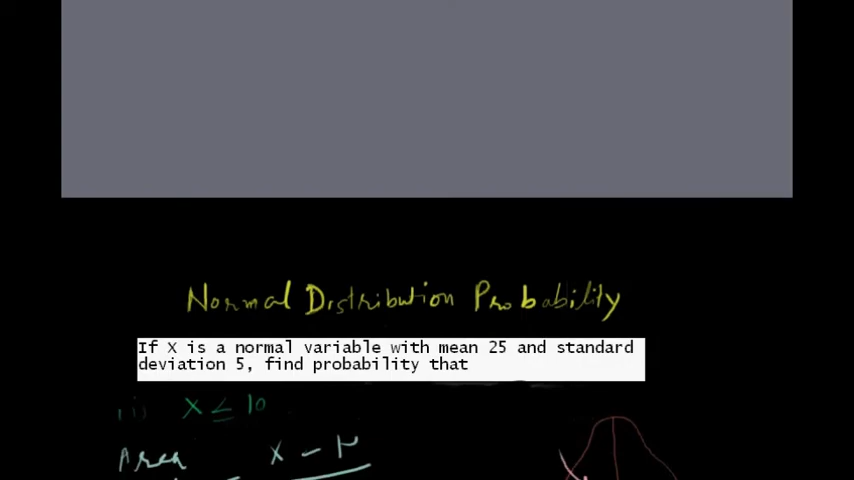 Normal Distribution Probability
If X is a normal variable with mean 25 and standard
deviation 5, find probability that
(i) X ≤ 10
Area X - μ